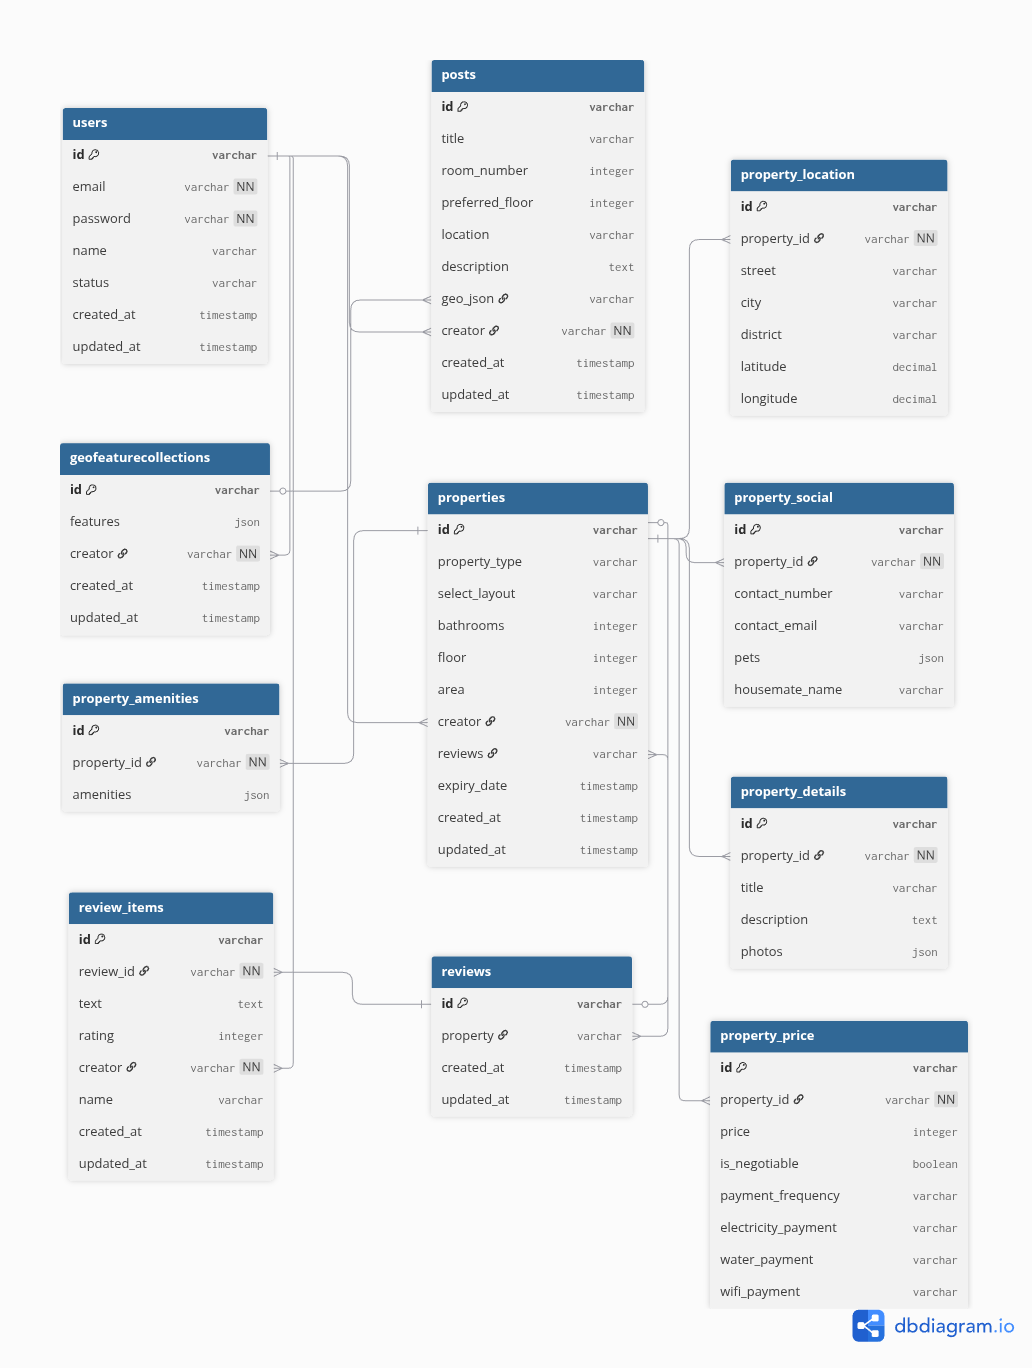 users
id varchar
email varchar NN
password varchar NN
name varchar
status varchar
created_at timestamp
updated_at timestamp
posts
id varchar
title varchar
room_number integer
preferred_floor integer
location varchar
description text
geo_json varchar
creator varchar NN
created_at timestamp
updated_at timestamp
property_location
id varchar
property_id varchar NN
street varchar
city varchar
district varchar
latitude decimal
longitude decimal
geofeaturecollections
id varchar
features json
creator varchar NN
created_at timestamp
updated_at timestamp
properties
id varchar
property_type varchar
select_layout varchar
bathrooms integer
floor integer
area integer
creator varchar NN
reviews varchar
expiry_date timestamp
created_at timestamp
updated_at timestamp
property_social
id varchar
property_id varchar NN
contact_number varchar
contact_email varchar
pets json
housemate_name varchar
property_amenities
id varchar
property_id varchar NN
amenities json
property_details
id varchar
property_id varchar NN
title varchar
description text
photos json
review_items
id varchar
review_id varchar NN
text text
rating integer
creator varchar NN
name varchar
created_at timestamp
updated_at timestamp
reviews
id varchar
property varchar
created_at timestamp
updated_at timestamp
property_price
id varchar
property_id varchar NN
price integer
is_negotiable boolean
payment_frequency varchar
electricity_payment varchar
water_payment varchar
wifi_payment varchar
dbdiagram.io